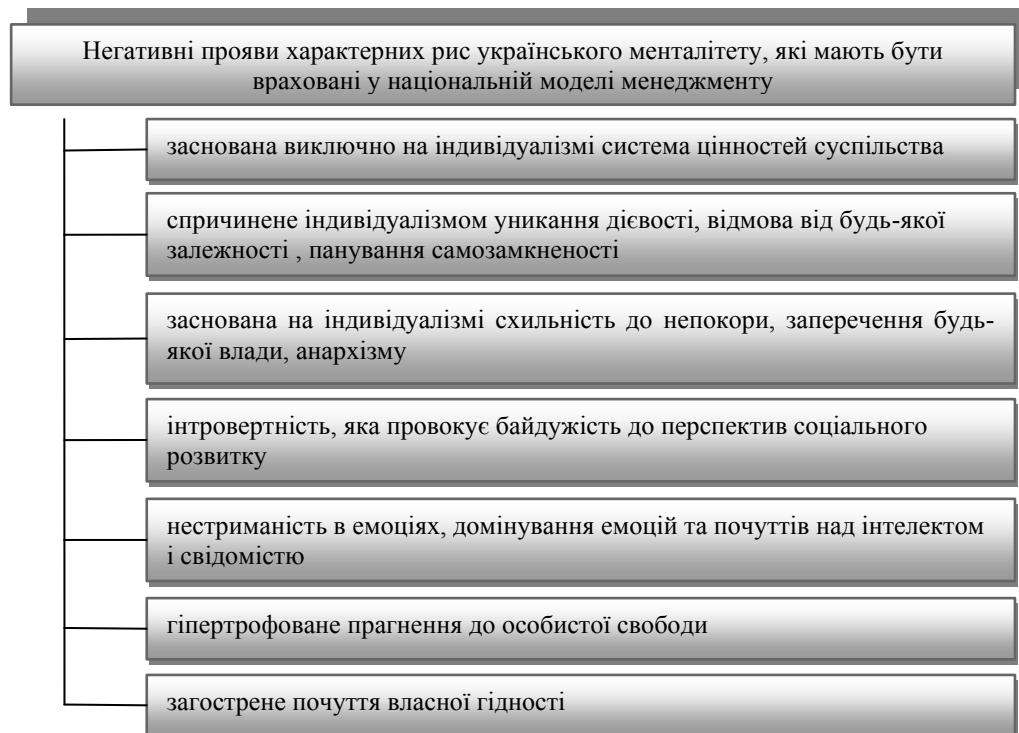 Негативні прояви характерних рис українського менталітету, які мають бути
враховані у національній моделі менеджменту
заснована виключно на індивідуалізмі система цінностей суспільства
спричинене індивідуалізмом уникання дієвості, відмова від будь-якої
залежності , панування самозамкненості
заснована на індивідуалізмі схильність до непокори, заперечення будь-
якої влади, анархізму
інтровертність, яка провокує байдужість до перспектив соціального
розвитку
нестриманість в емоціях, домінування емоцій та почуттів над інтелектом
і свідомістю
гіпертрофоване прагнення до особистої свободи
загострене почуття власної гідності